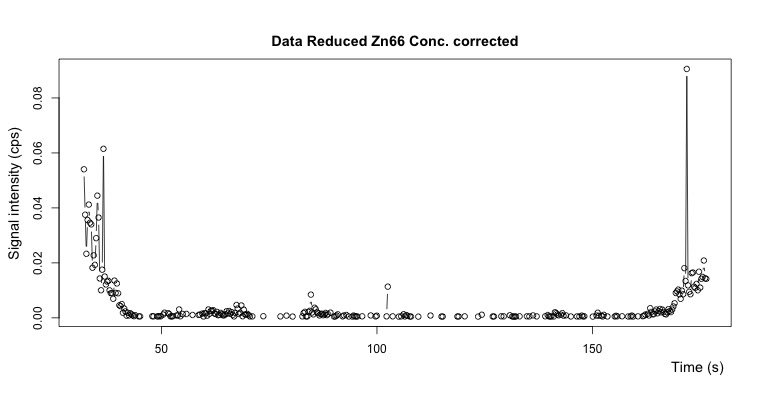 Data Reduced Zn66 Conc. corrected
Signal intensity (cps)
0.08
0.06
0.04
0.02
0.00
50 100 150
Time (s)